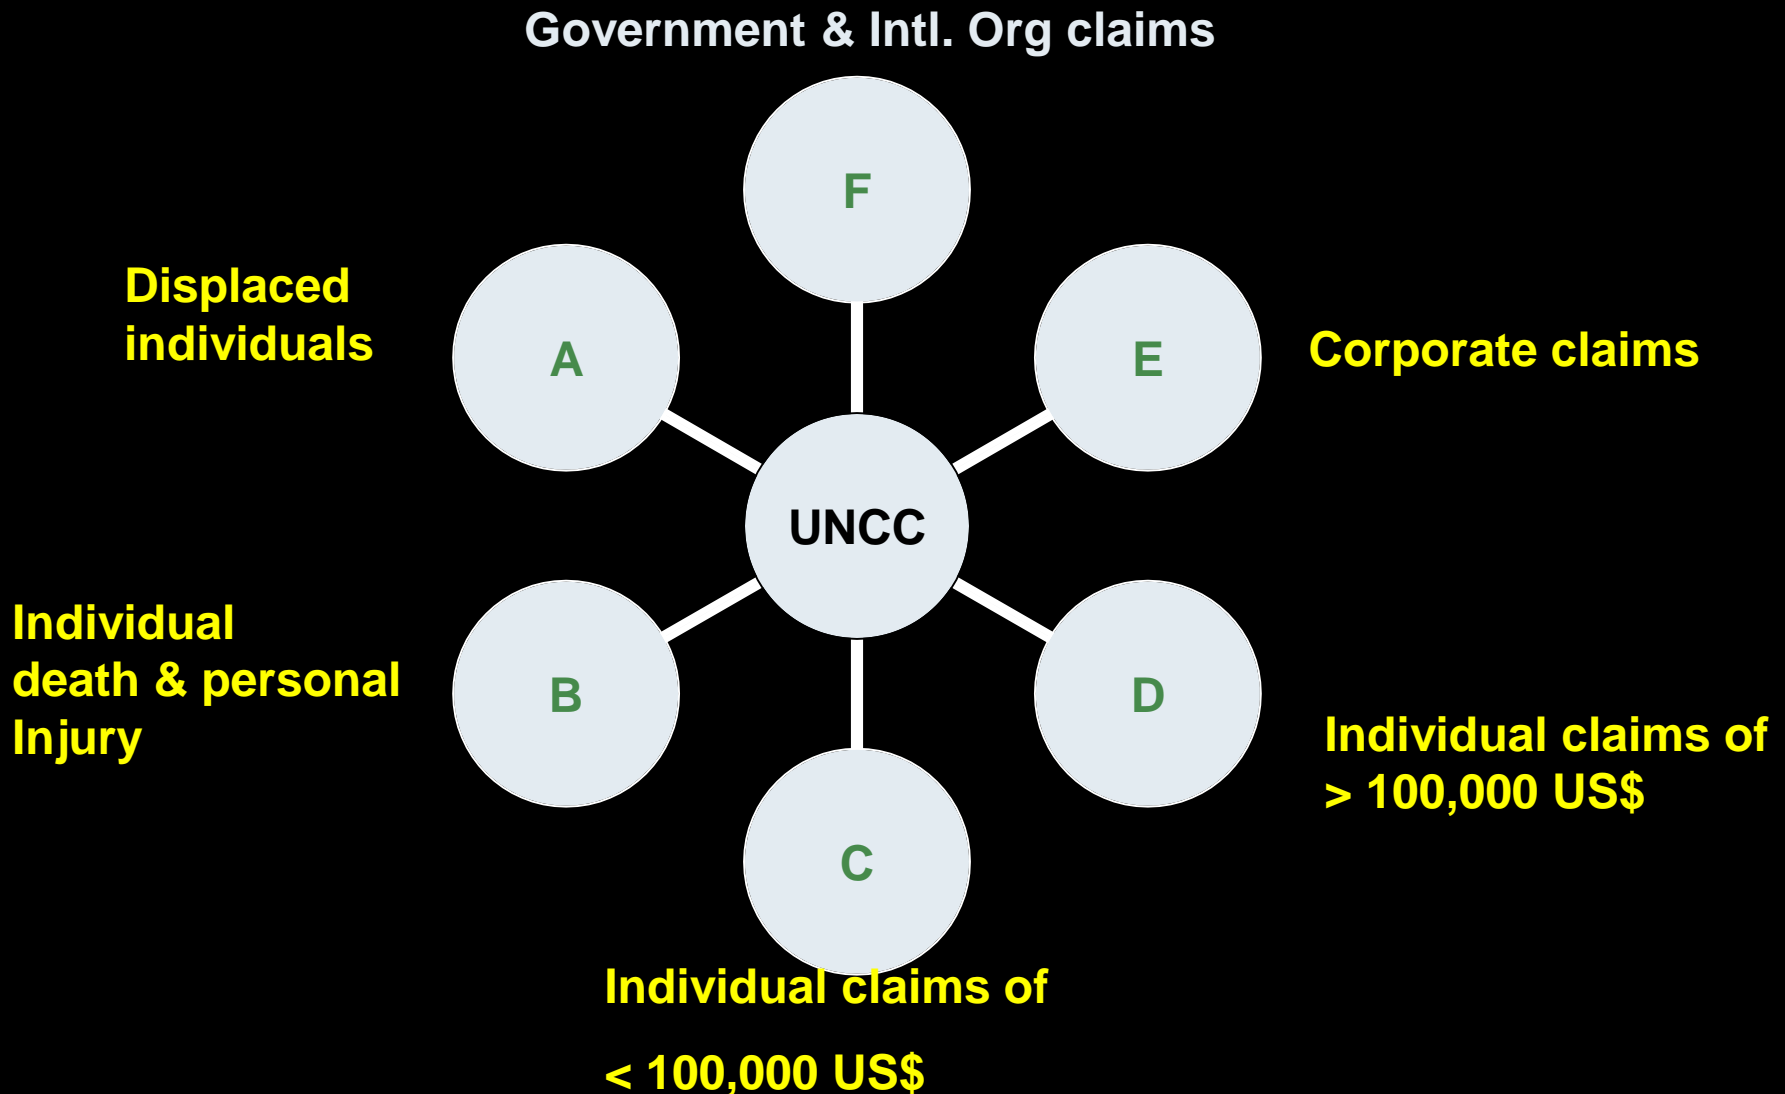 Government & Intl. Org claims
F
Displaced
individuals
A
E
Corporate claims
UNCC
Individual
death & personal
Injury
B
D
Individual claims of
> 100,000 US$
C
Individual claims of
< 100,000 US$